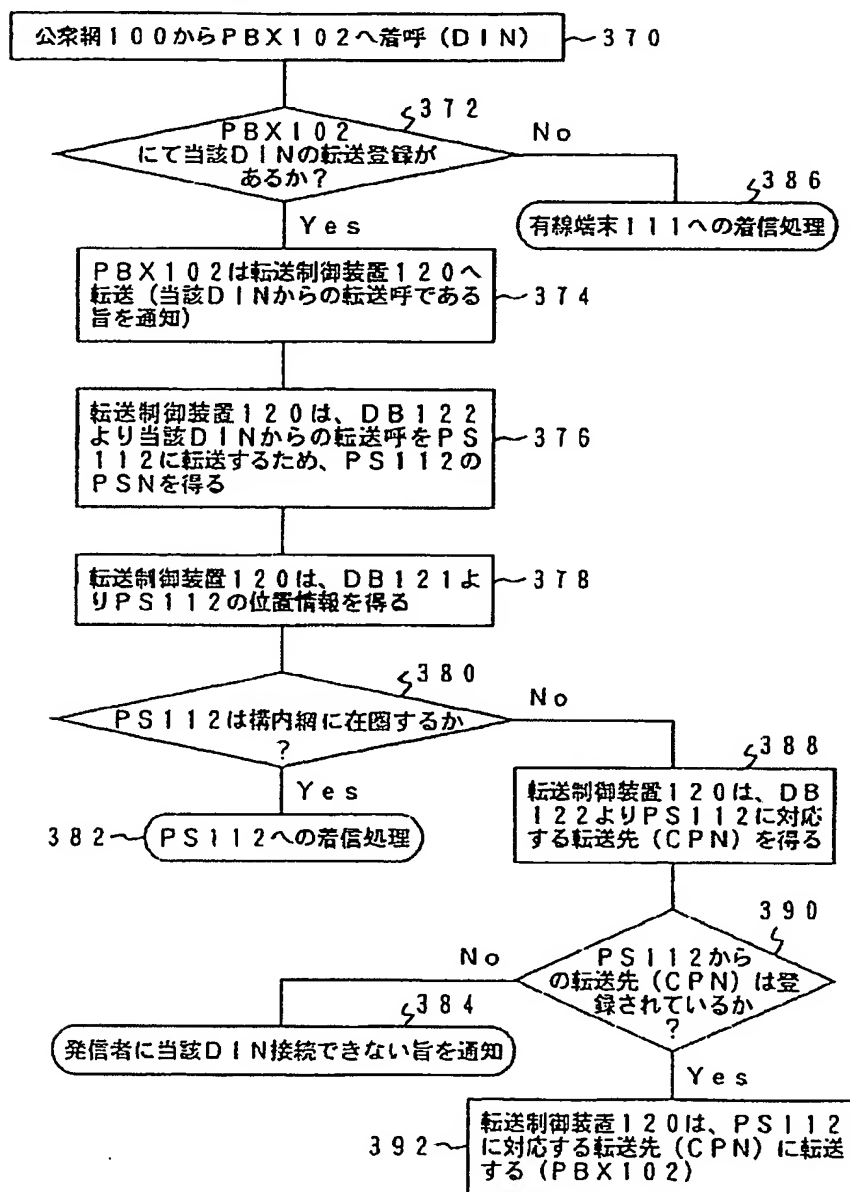 公衆網100からPBX102へ着呼(DIN)
370
372
PBX102
にて当該DINの転送登録が
あるか?
No
Yes
386
有線端末111への着信処理
PBX102は転送制御装置120へ
転送(当該DINからの転送呼である
旨を通知)
374
転送制御装置120は、DB122
より当該DINからの転送呼をPS
112に転送するため、PS112の
PSNを得る
376
転送制御装置120は、DB121よ
りPS112の位置情報を得る
378
380
PS112は構内網に在圏するか
?
No
Yes
382
PS112への着信処理
388
転送制御装置120は、DB
122よりPS112に対応
する転送先(CPN)を得る
390
PS112から
の転送先(CPN)は登
録されているか
?
No
384
発信者に当該DIN接続できない旨を通知
Yes
392
転送制御装置120は、PS112
に対応する転送先(CPN)に転送
する(PBX102)